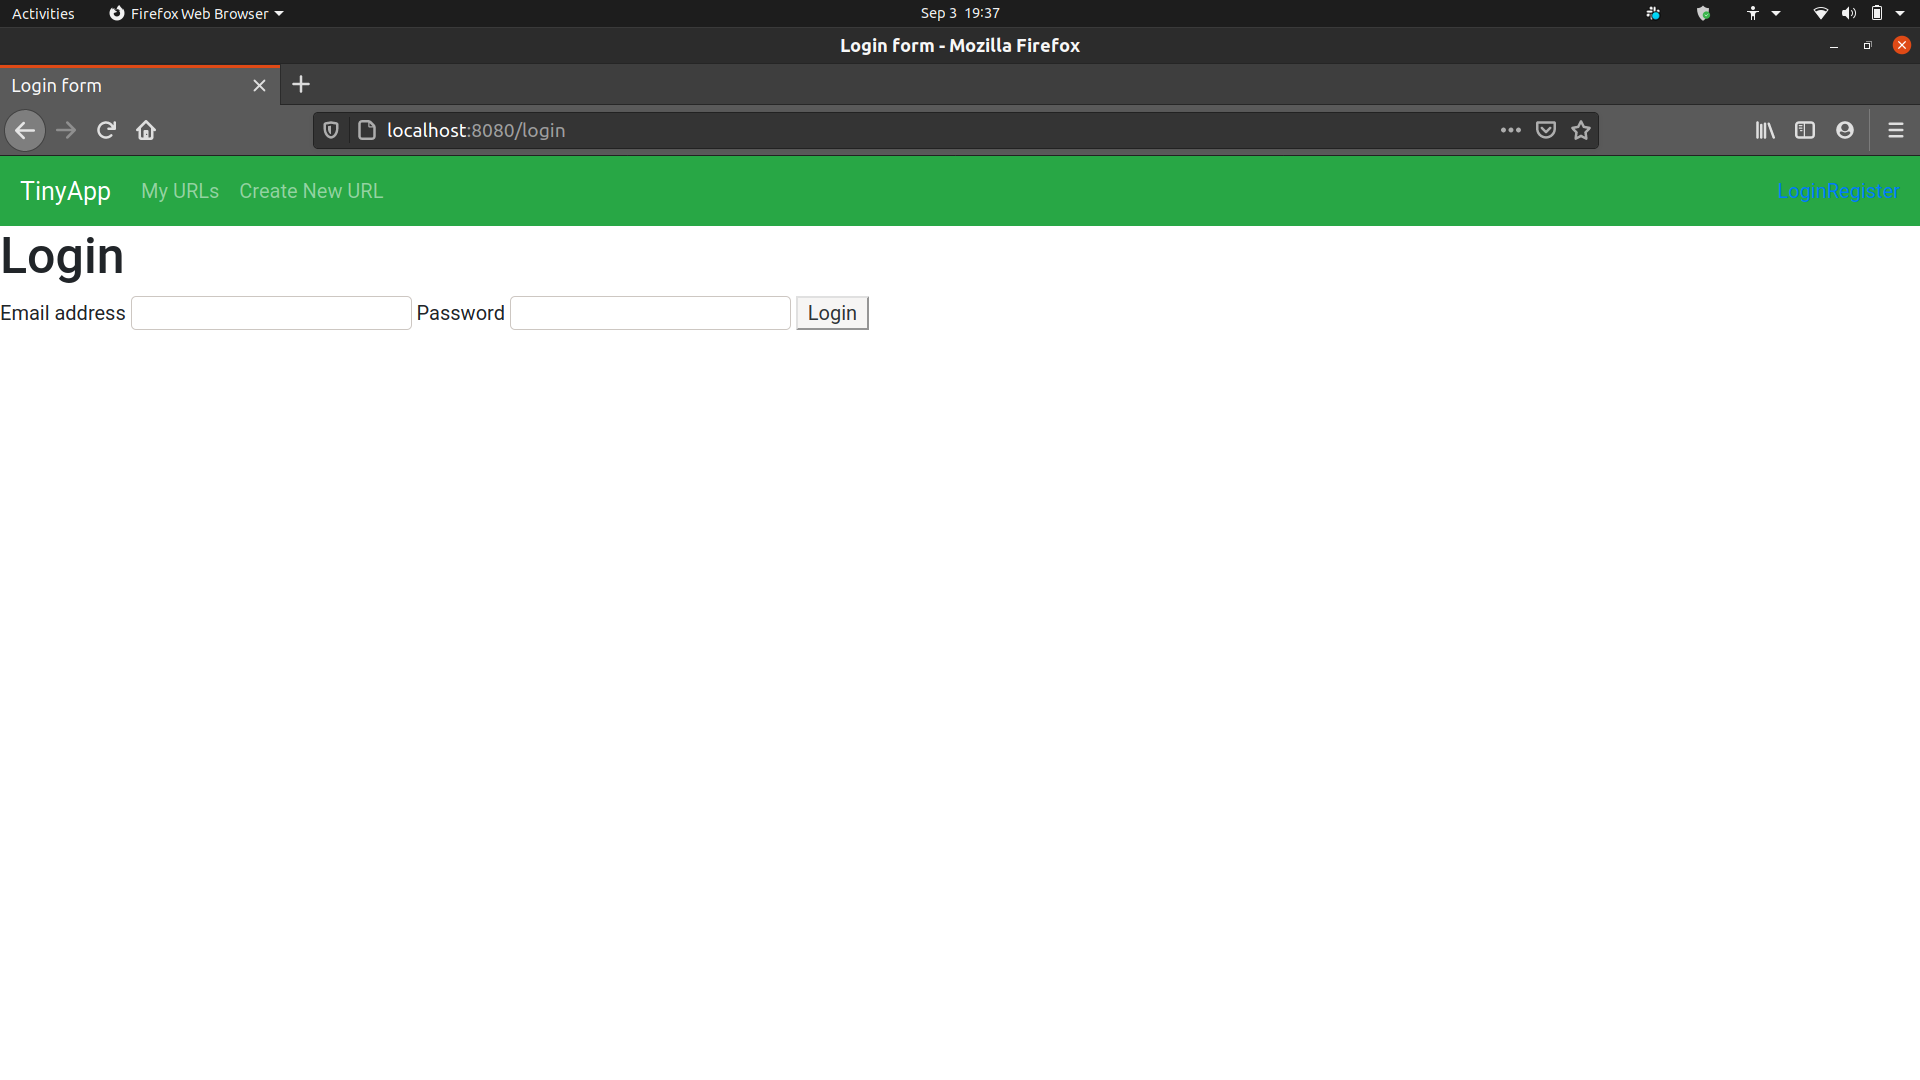 Activities Firefox Web Browser Sep 3 19:37
Login form - Mozilla Firefox
Login form
localhost:8080/login
TinyApp My URLs Create New URL LoginRegister
Login
Email address Password Login